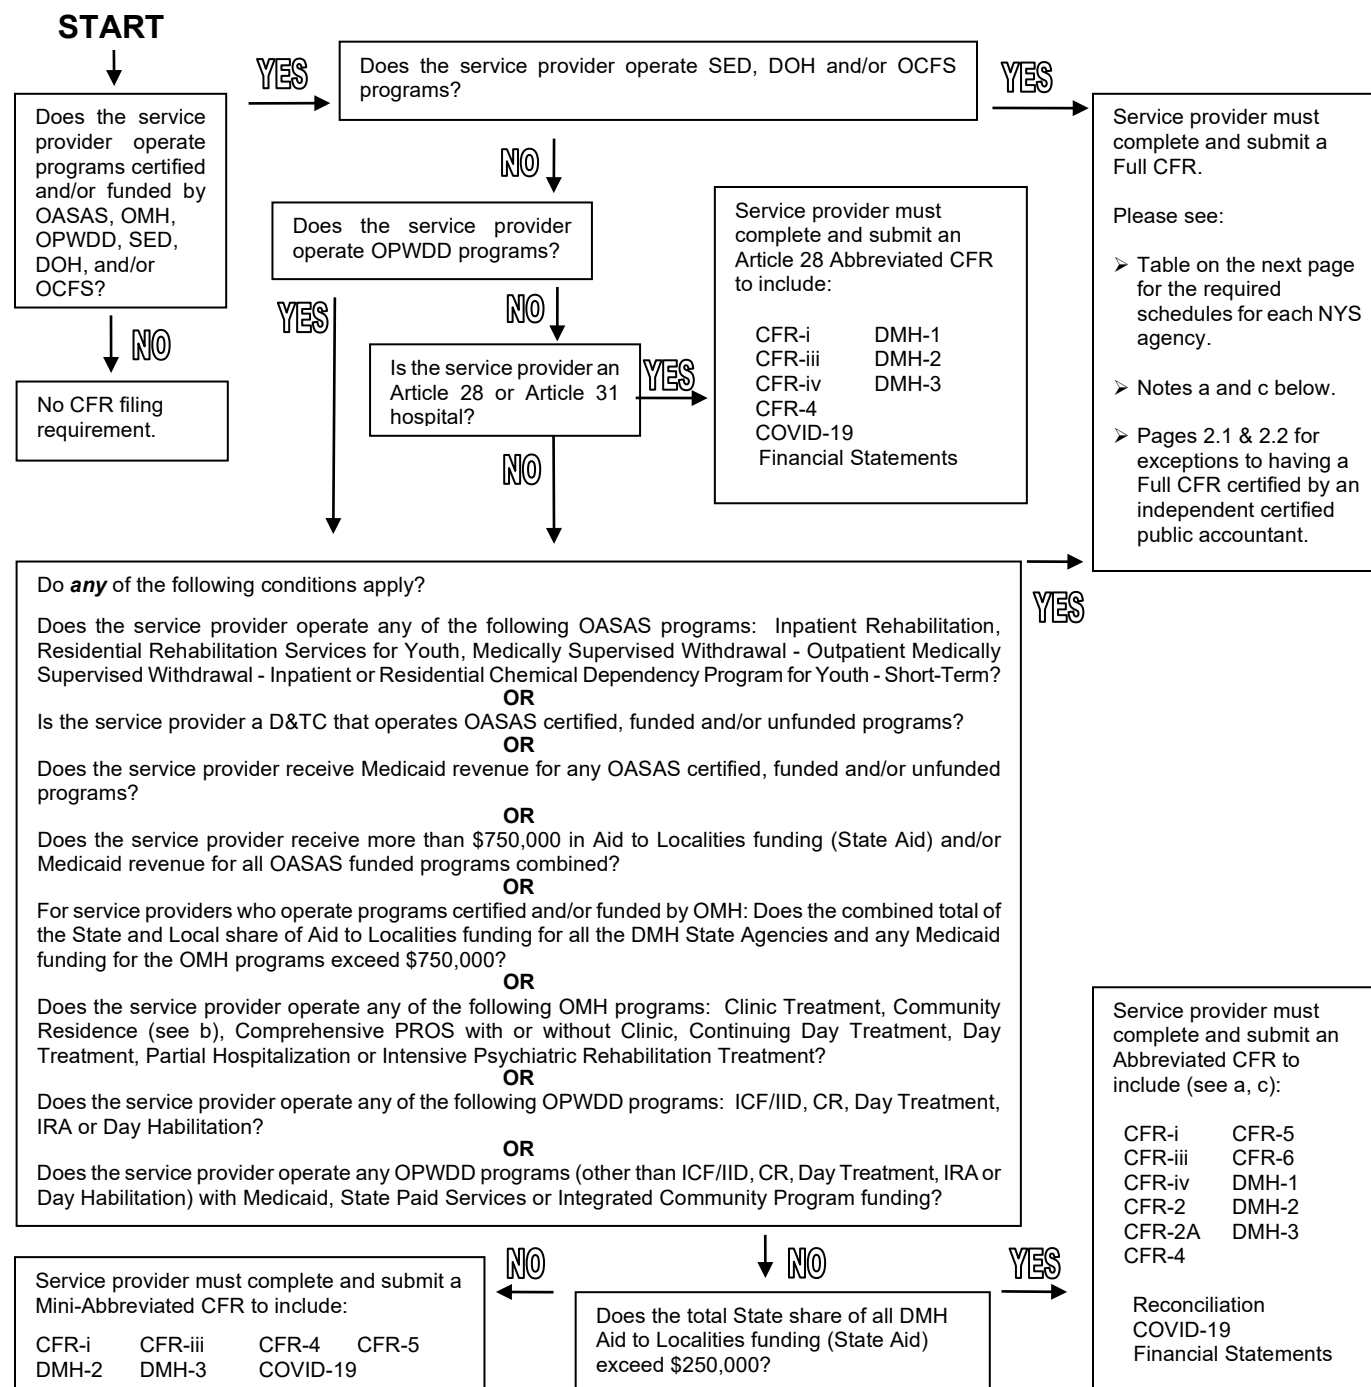 START
YES
Does the service provider operate SED, DOH and/or OCFS
programs?
YES
Does the service
provider operate
programs certified
and/or funded by
OASAS, OMH,
OPWDD, SED,
DOH, and/or
OCFS?
NO
No CFR filing
requirement.
NO
Does the service provider
operate OPWDD programs?
YES
NO
Is the service provider an
Article 28 or Article 31
hospital?
YES
NO
Service provider must
complete and submit an
Article 28 Abbreviated CFR
to include:
CFR-i DMH-1
CFR-iii DMH-2
CFR-iv DMH-3
CFR-4
COVID-19
Financial Statements
Service provider must
complete and submit a
Full CFR.
Please see:
➢ Table on the next page
for the required
schedules for each NYS
agency.
➢ Notes a and c below.
➢ Pages 2.1 & 2.2 for
exceptions to having a
Full CFR certified by an
independent certified
public accountant.
Do any of the following conditions apply?
Does the service provider operate any of the following OASAS programs: Inpatient Rehabilitation,
Residential Rehabilitation Services for Youth, Medically Supervised Withdrawal - Outpatient Medically
Supervised Withdrawal - Inpatient or Residential Chemical Dependency Program for Youth - Short-Term?
OR
Is the service provider a D&TC that operates OASAS certified, funded and/or unfunded programs?
OR
Does the service provider receive Medicaid revenue for any OASAS certified, funded and/or unfunded
programs?
OR
Does the service provider receive more than $750,000 in Aid to Localities funding (State Aid) and/or
Medicaid revenue for all OASAS funded programs combined?
OR
For service providers who operate programs certified and/or funded by OMH: Does the combined total of
the State and Local share of Aid to Localities funding for all the DMH State Agencies and any Medicaid
funding for the OMH programs exceed $750,000?
OR
Does the service provider operate any of the following OMH programs: Clinic Treatment, Community
Residence (see b), Comprehensive PROS with or without Clinic, Continuing Day Treatment, Day
Treatment, Partial Hospitalization or Intensive Psychiatric Rehabilitation Treatment?
OR
Does the service provider operate any of the following OPWDD programs: ICF/IID, CR, Day Treatment,
IRA or Day Habilitation?
OR
Does the service provider operate any OPWDD programs (other than ICF/IID, CR, Day Treatment, IRA or
Day Habilitation) with Medicaid, State Paid Services or Integrated Community Program funding?
YES
NO
Does the total State share of all DMH
Aid to Localities funding (State Aid)
exceed $250,000?
NO
Service provider must complete and submit a
Mini-Abbreviated CFR to include:
CFR-i CFR-iii CFR-4 CFR-5
DMH-2 DMH-3 COVID-19
YES
Service provider must
complete and submit an
Abbreviated CFR to
include (see a, c):
CFR-i CFR-5
CFR-iii CFR-6
CFR-iv DMH-1
CFR-2 DMH-2
CFR-2A DMH-3
CFR-4
Reconciliation
COVID-19
Financial Statements